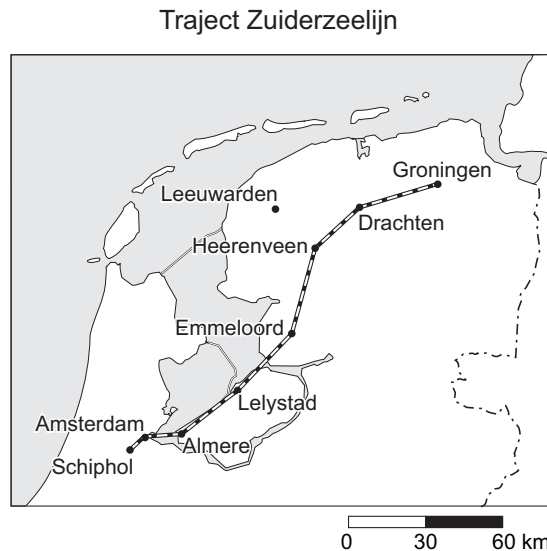 Traject Zuiderzeelijn
Groningen
Leeuwarden
Drachten
Heerenveen
Emmeloord
Lelystad
Amsterdam
Almere
Schiphol
0 30 60 km